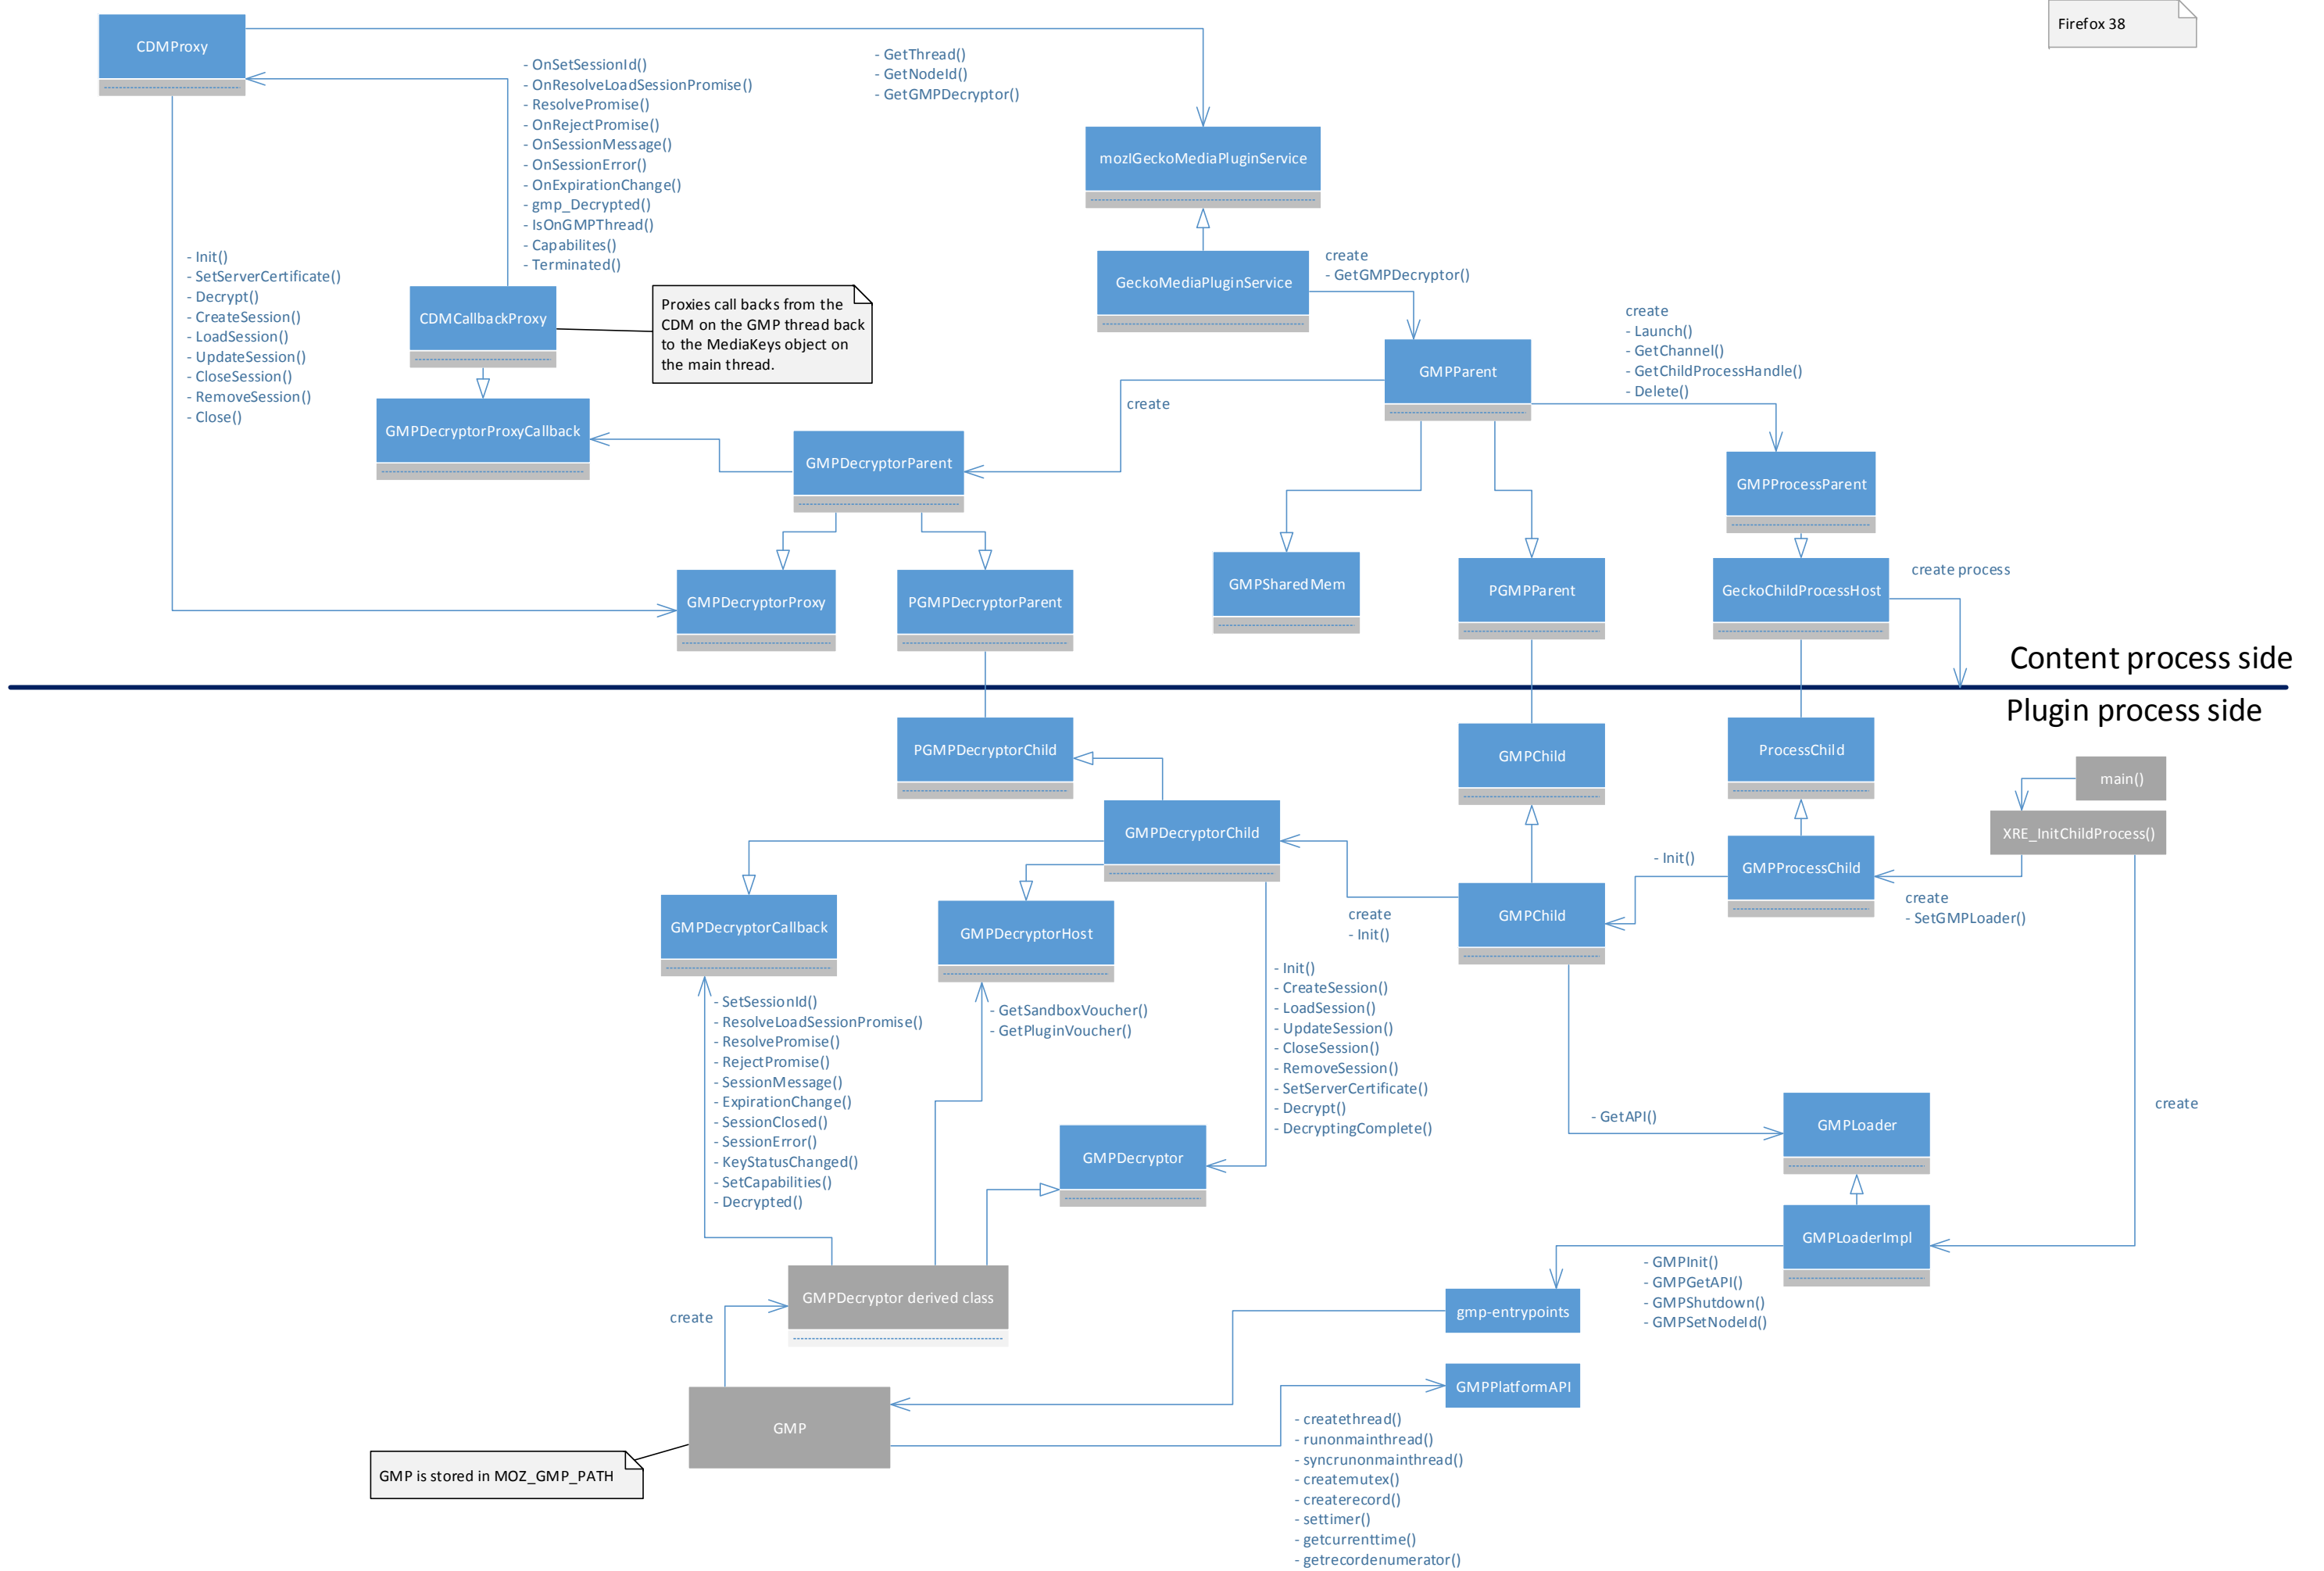 Firefox 38
CDMProxy
- GetThread()
- GetNodeId()
- GetGMPDecryptor()
- OnSetSessionId()
- OnResolveLoadSessionPromise()
- ResolvePromise()
- OnRejectPromise()
- OnSessionMessage()
- OnSessionError()
- OnExpirationChange()
- gmp_Decrypted()
- IsOnGMPThread()
- Capabilites()
- Terminated()
mozIGeckoMediaPluginService
- Init()
- SetServerCertificate()
- Decrypt()
- CreateSession()
- LoadSession()
- UpdateSession()
- CloseSession()
- RemoveSession()
- Close()
GeckoMediaPluginService
create
- GetGMPDecryptor()
CDMCallbackProxy
Proxies call backs from the
CDM on the GMP thread back
to the MediaKeys object on
the main thread.
create
- Launch()
- GetChannel()
- GetChildProcessHandle()
- Delete()
GMPParent
create
GMPDecryptorProxyCallback
GMPDecryptorParent
GMPProcessParent
GMPDecryptorProxy
PGMPDecryptorParent
GMPSharedMem
PGMPParent
GeckoChildProcessHost
create process
Content process side
Plugin process side
PGMPDecryptorChild
GMPChild
ProcessChild
main()
XRE_InitChildProcess()
GMPDecryptorChild
- Init()
GMPProcessChild
create
- SetGMPLoader()
GMPDecryptorCallback
GMPDecryptorHost
create
- Init()
GMPChild
- SetSessionId()
- ResolveLoadSessionPromise()
- ResolvePromise()
- RejectPromise()
- SessionMessage()
- ExpirationChange()
- SessionClosed()
- SessionError()
- KeyStatusChanged()
- SetCapabilities()
- Decrypted()
- GetSandboxVoucher()
- GetPluginVoucher()
- Init()
- CreateSession()
- LoadSession()
- UpdateSession()
- CloseSession()
- RemoveSession()
- SetServerCertificate()
- Decrypt()
- DecryptingComplete()
- GetAPI()
GMPLoader
create
GMPDecryptor
GMPLoaderImpl
- GMPInit()
- GMPGetAPI()
- GMPShutdown()
- GMPSetNodeId()
GMPDecryptor derived class
create
gmp-entrypoints
GMPPlatformAPI
GMP
GMP is stored in MOZ_GMP_PATH
- createthread()
- runonmainthread()
- syncrunonmainthread()
- createmutex()
- createrecord()
- settimer()
- getcurrenttime()
- getrecordenumerator()